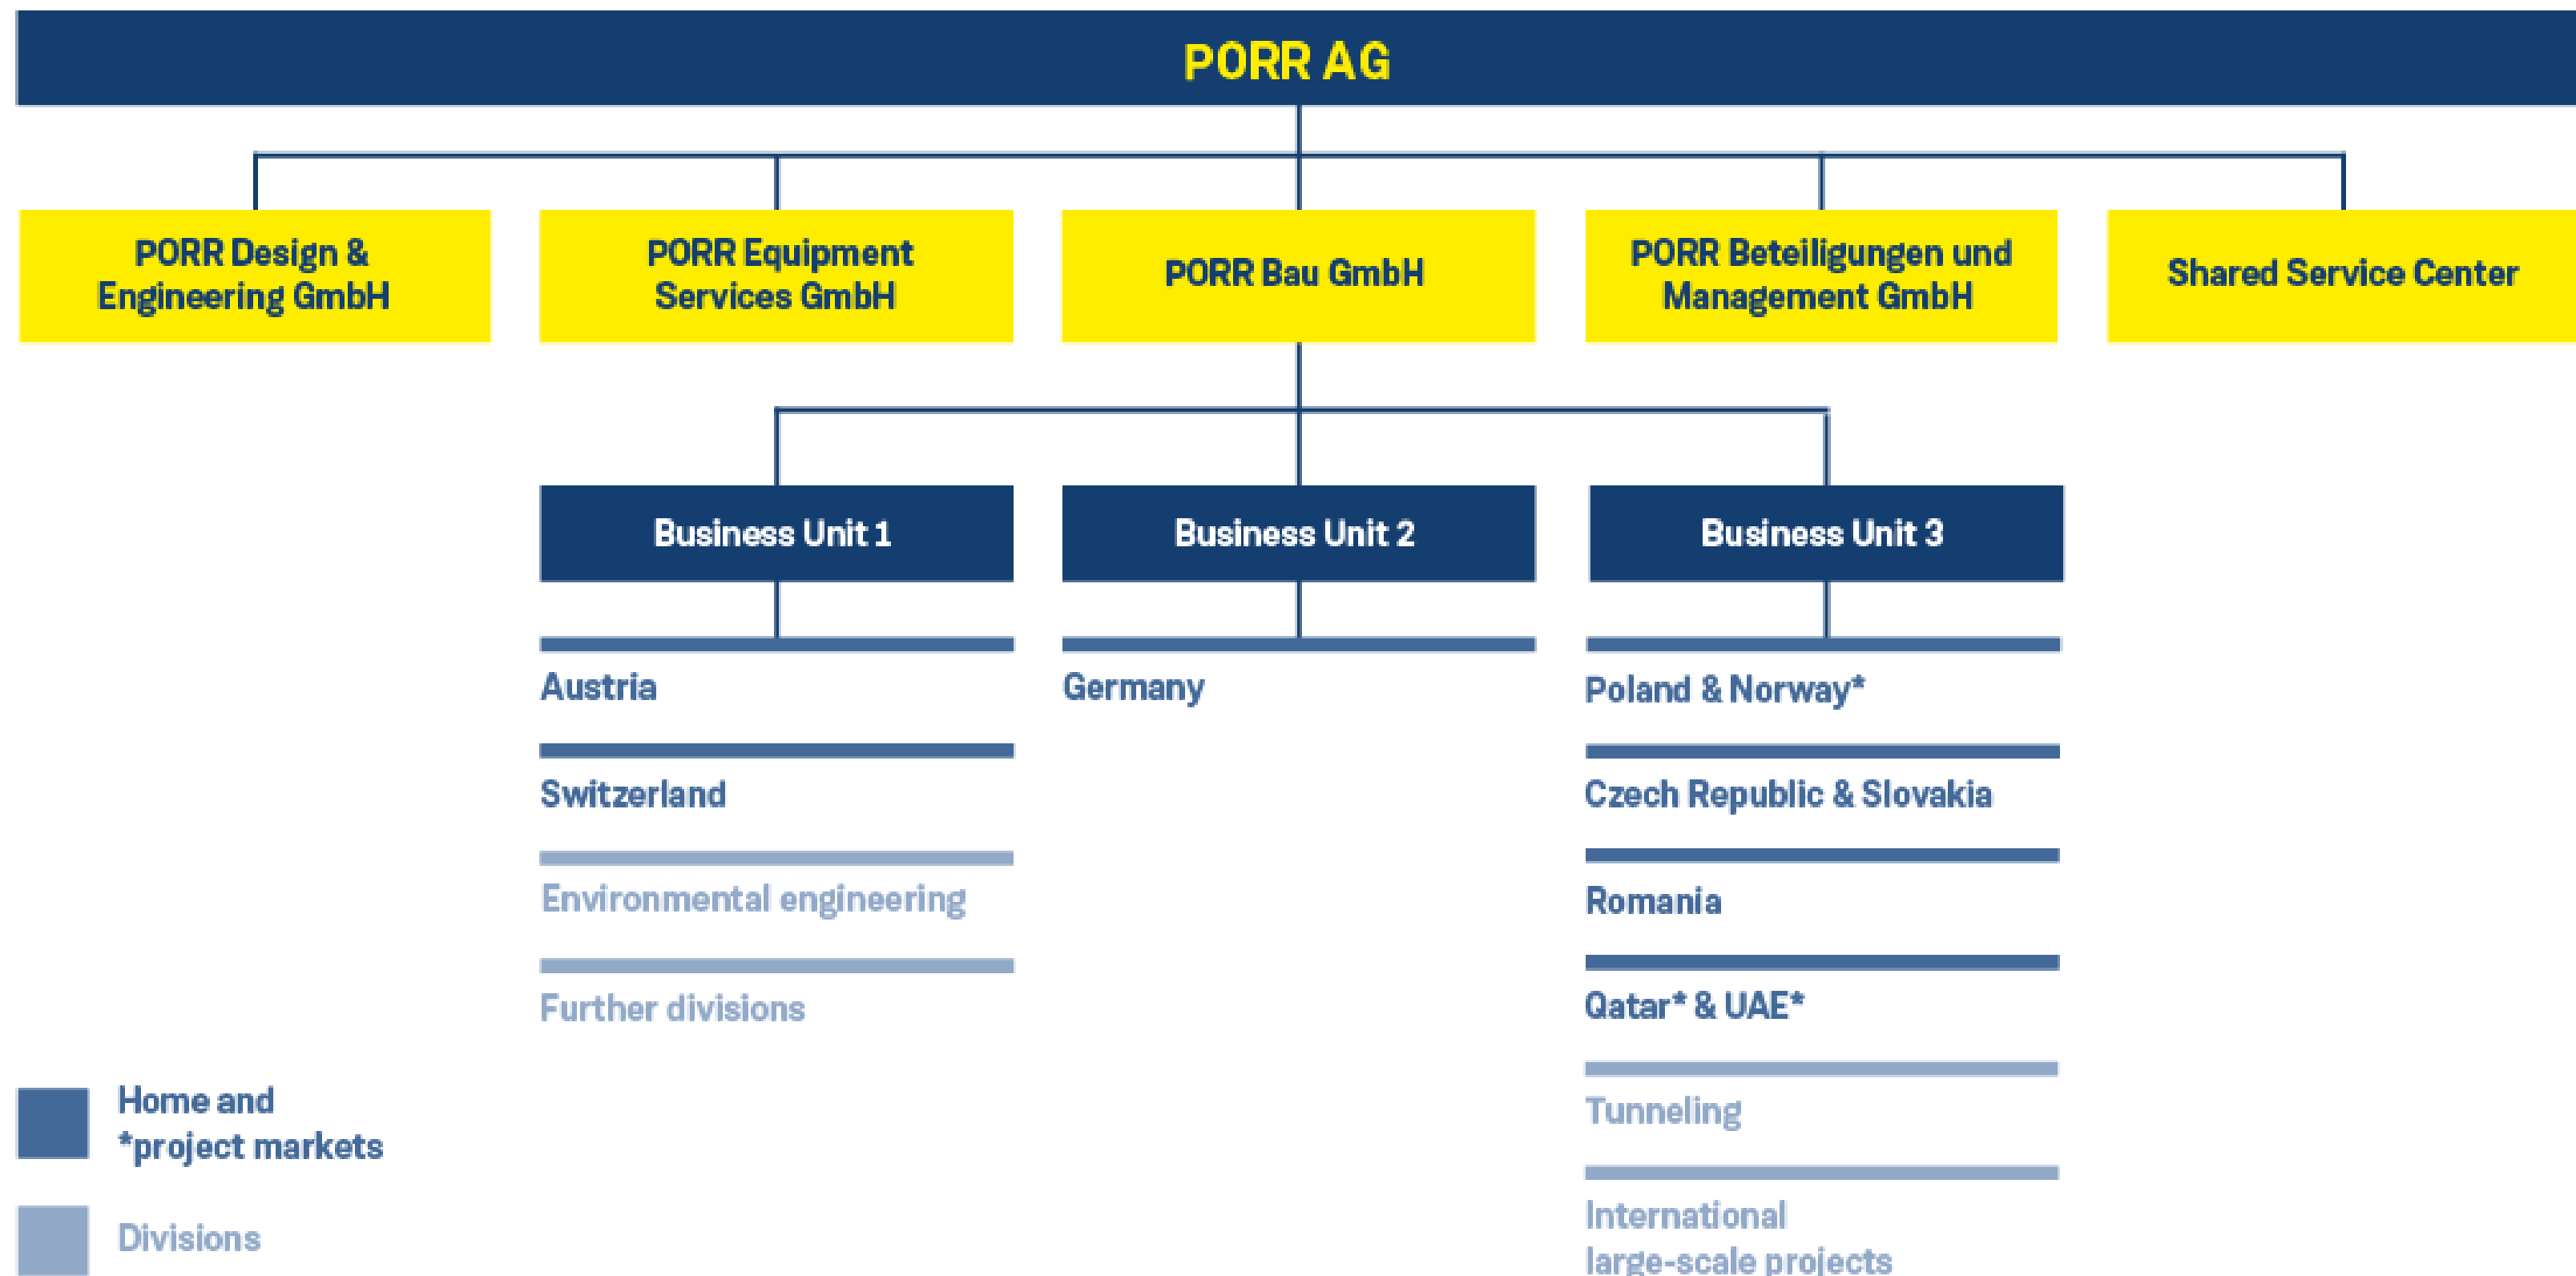 PORR AG
PORR Design &
Engineering GmbH
PORR Equipment
Services GmbH
PORR Bau GmbH
PORR Beteiligungen und
Management GmbH
Shared Service Center
Business Unit 1
Business Unit 2
Business Unit 3
Austria
Switzerland
Environmental engineering
Further divisions
Germany
Poland & Norway*
Czech Republic & Slovakia
Romania
Qatar* & UAE*
Tunneling
International
large-scale projects
Home and
*project markets
Divisions